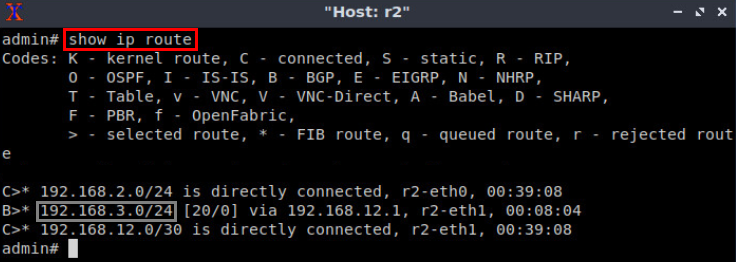 "Host: r2"
admin# show ip route
Codes: K - kernel route, C - connected, S - static, R - RIP,
O - OSPF, I - IS-IS, B - BGP, E - EIGRP, N - NHRP,
T - Table, v - VNC, V - VNC-Direct, A - Babel, D - SHARP,
F - PBR, f - OpenFabric,
> - selected route, * - FIB route, q - queued route, r - rejected rout
e
C>* 192.168.2.0/24 is directly connected, r2-eth0, 00:39:08
B>* 192.168.3.0/24 [20/0] via 192.168.12.1, r2-eth1, 00:08:04
C>* 192.168.12.0/30 is directly connected, r2-eth1, 00:39:08
admin#